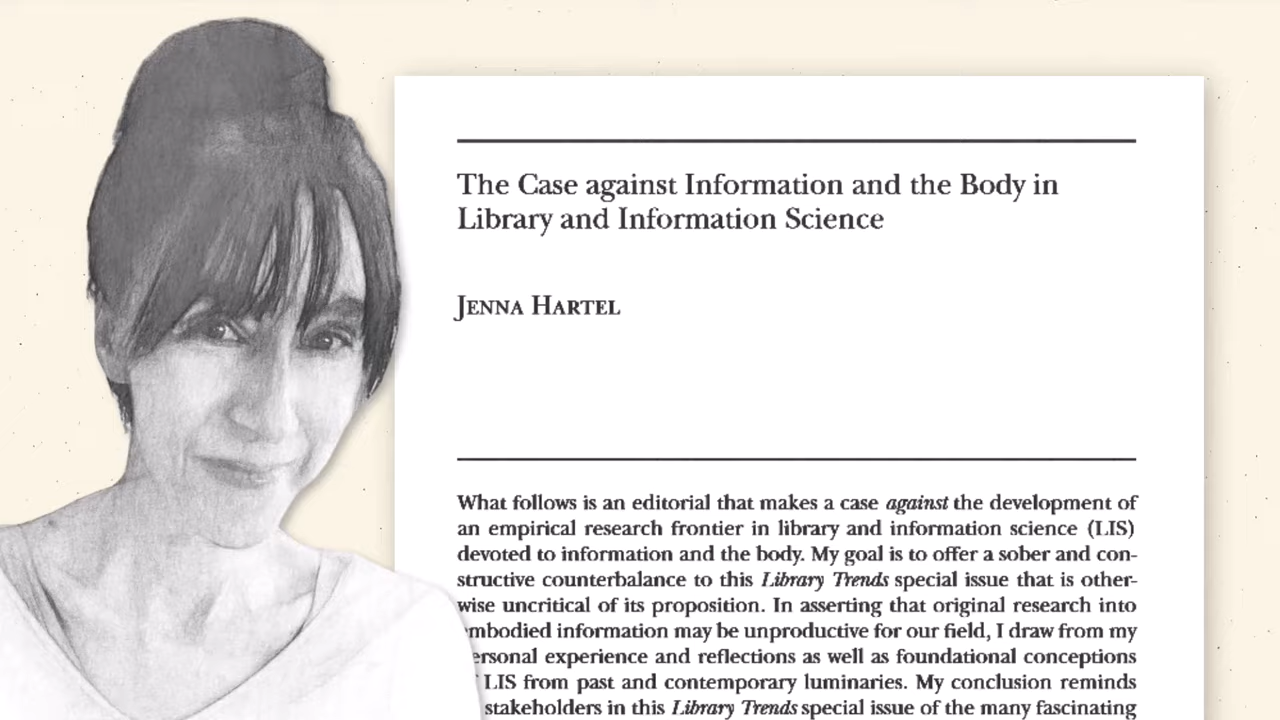 The Case against Information and the Body in
Library and Information Science
JENNA HARTEL
What follows is an editorial that makes a case against the development of
an empirical research frontier in library and information science (LIS)
devoted to information and the body. My goal is to offer a sober and con-
structive counterbalance to this Library Trends special issue that is other-
wise uncritical of its proposition. In asserting that original research into
embodied information may be unproductive for our field, I draw from my
personal experience and reflections as well as foundational conceptions
LIS from past and contemporary luminaries. My conclusion reminds
stakeholders in this Library Trends special issue of the many fascinating